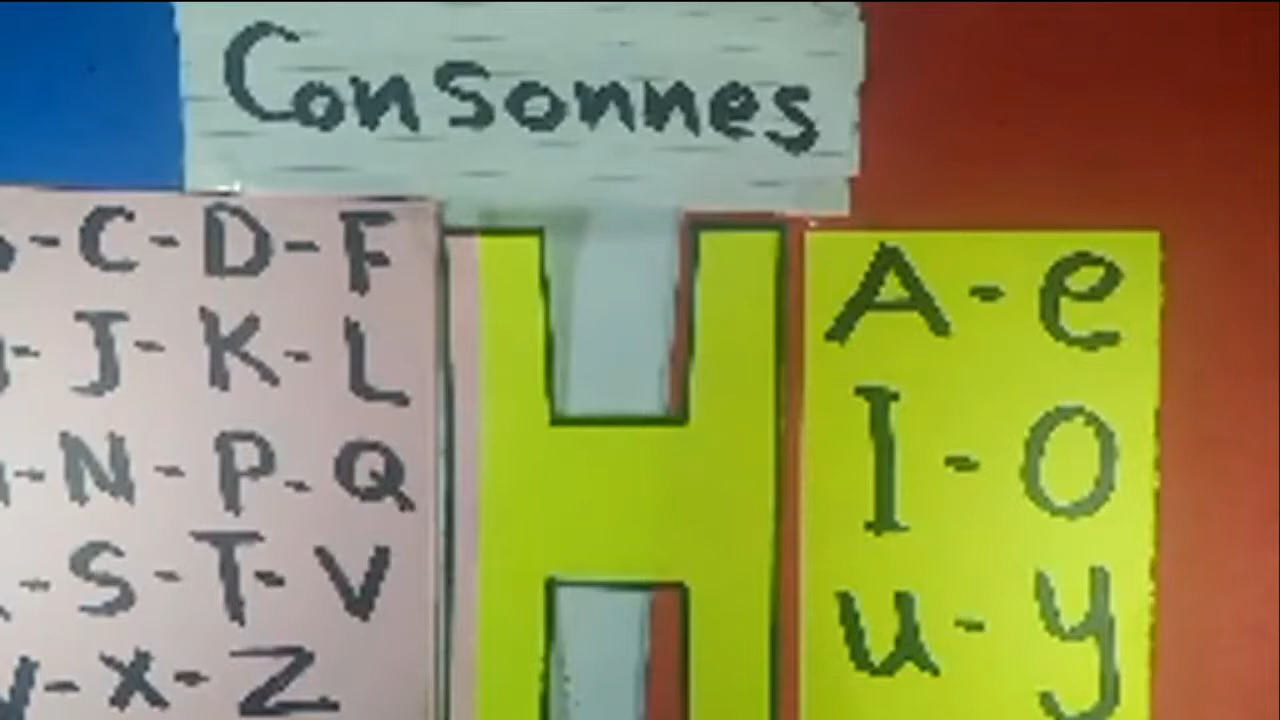 Consonnes
- C - D - F
- J - K - L
- N - P - Q
- S - T - V
- X - Z
H
A - e
I - O
u - y